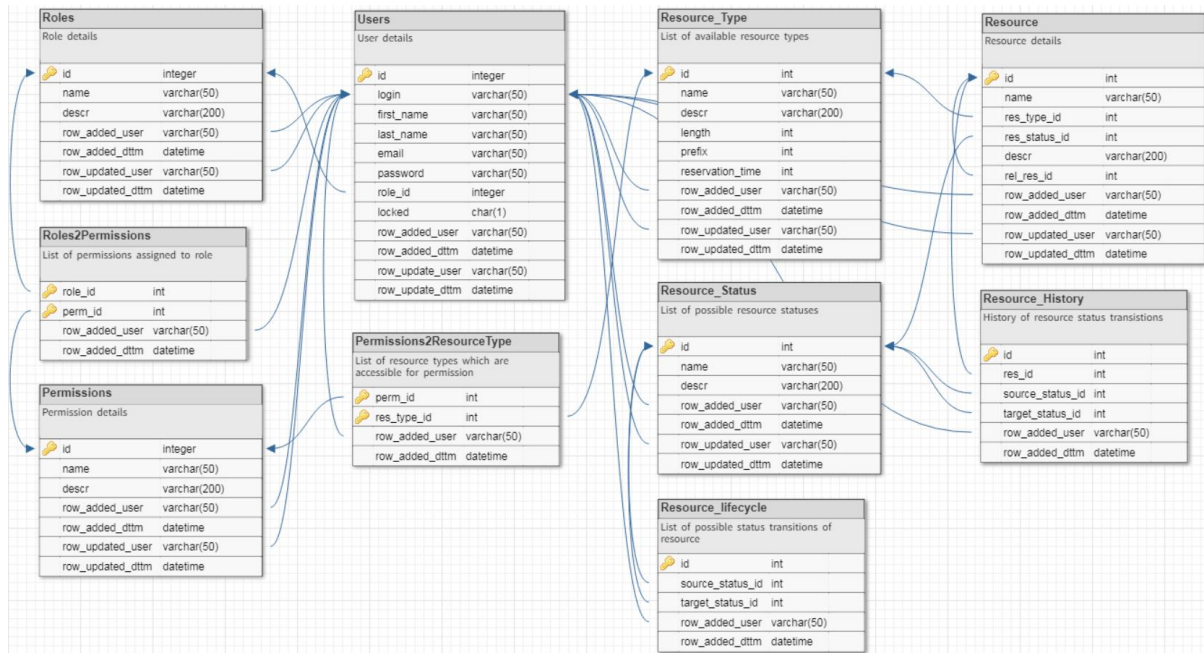 Roles
Role details
id integer
name varchar(50)
descr varchar(200)
row_added_user varchar(50)
row_added_dttm datetime
row_updated_user varchar(50)
row_updated_dttm datetime
Roles2Permissions
List of permissions assigned to role
role_id int
perm_id int
row_added_user varchar(50)
row_added_dttm datetime
Permissions
Permission details
id integer
name varchar(50)
descr varchar(200)
row_added_user varchar(50)
row_added_dttm datetime
row_updated_user varchar(50)
row_updated_dttm datetime
Users
User details
id integer
login varchar(50)
first_name varchar(50)
last_name varchar(50)
email varchar(50)
password varchar(50)
role_id integer
locked char(1)
row_added_user varchar(50)
row_added_dttm datetime
row_update_user varchar(50)
row_update_dttm datetime
Permissions2ResourceType
List of resource types which are
accessible for permission
perm_id int
res_type_id int
row_added_user varchar(50)
row_added_dttm datetime
Resource_Type
List of available resource types
id int
name varchar(50)
descr varchar(200)
length int
prefix int
reservation_time int
row_added_user varchar(50)
row_added_dttm datetime
row_updated_user varchar(50)
row_updated_dttm datetime
Resource_Status
List of possible resource statuses
id int
name varchar(50)
descr varchar(200)
row_added_user varchar(50)
row_added_dttm datetime
row_updated_user varchar(50)
row_updated_dttm datetime
Resource_lifecycle
List of possible status transitions of
resource
id int
source_status_id int
target_status_id int
row_added_user varchar(50)
row_added_dttm datetime
Resource
Resource details
id int
name varchar(50)
res_type_id int
res_status_id int
descr varchar(200)
rel_res_id int
row_added_user varchar(50)
row_added_dttm datetime
row_updated_user varchar(50)
row_updated_dttm datetime
Resource_History
History of resource status transistions
id int
res_id int
source_status_id int
target_status_id int
row_added_user varchar(50)
row_added_dttm datetime